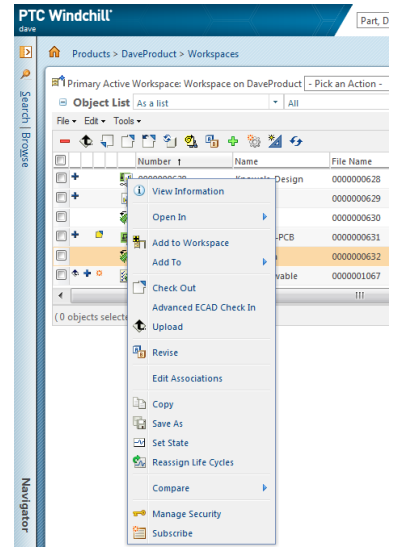 PTC Windchill
dave
Part, D
Products > DaveProduct > Workspaces
Search | Browse
Primary Active Workspace: Workspace on DaveProduct - Pick an Action -
Object List As a list All
File Edit Tools
Number ↑ Name File Name
Design 0000000628
0000000629
0000000630
-PCB 0000000631
0000000632
vable 0000001067
(0 objects selecte
View Information
Open In
Add to Workspace
Add To
Check Out
Advanced ECAD Check In
Upload
Revise
Edit Associations
Copy
Save As
Set State
Reassign Life Cycles
Compare
Manage Security
Subscribe
Navigator